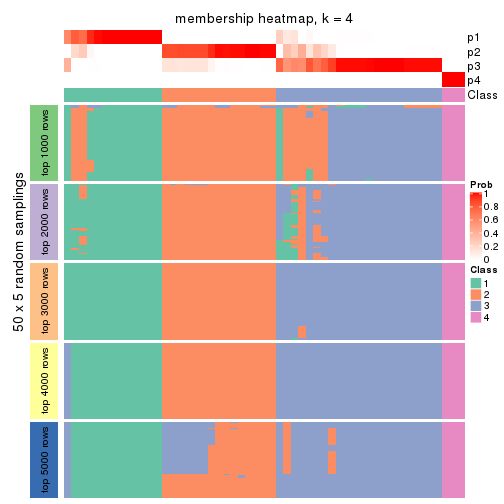 membership heatmap, k = 4
p1
p2
p3
p4
Class
50 x 5 random samplings
top 1000 rows
top 2000 rows
top 3000 rows
top 4000 rows
top 5000 rows
Prob
1
0.8
0.6
0.4
0.2
0
Class
1
2
3
4